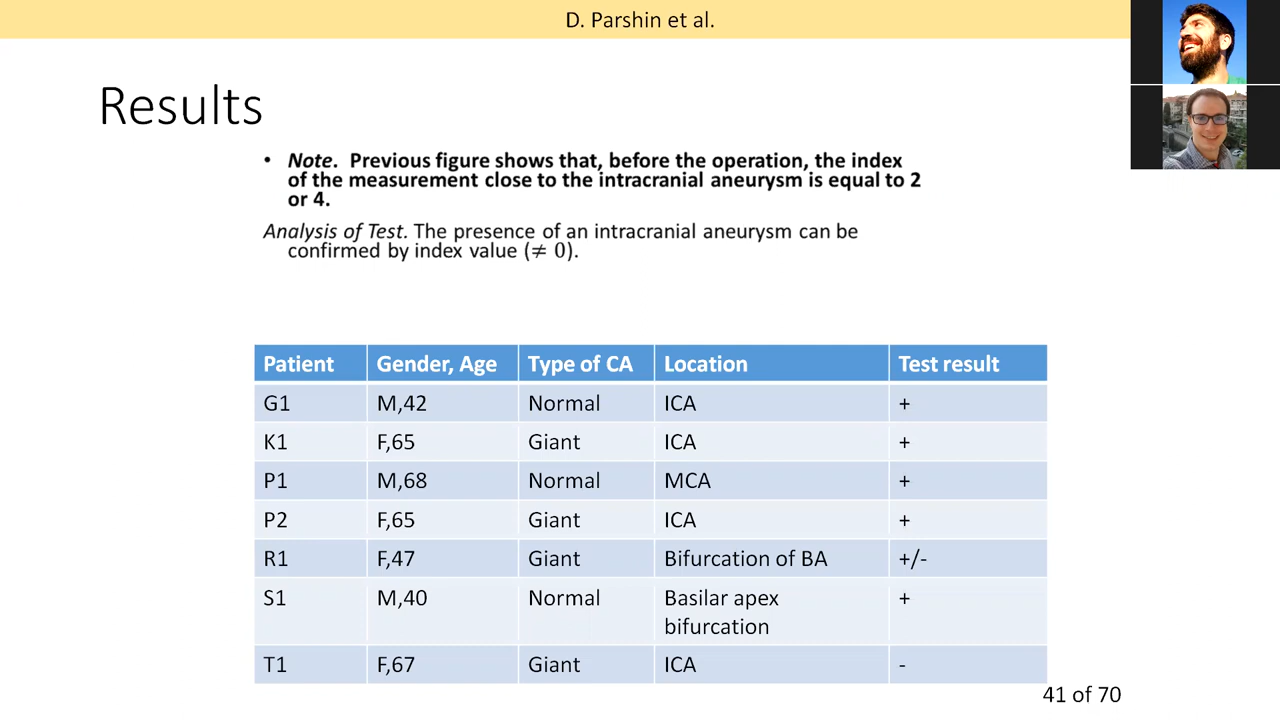 D. Parshin et al.
Results
• Note. Previous figure shows that, before the operation, the index
of the measurement close to the intracranial aneurysm is equal to 2
or 4.
Analysis of Test. The presence of an intracranial aneurysm can be
confirmed by index value (≠ 0).
Patient Gender, Age Type of CA Location Test result
G1 M,42 Normal ICA +
K1 F,65 Giant ICA +
P1 M,68 Normal MCA +
P2 F,65 Giant ICA +
R1 F,47 Giant Bifurcation of BA +/-
S1 M,40 Normal Basilar apex +
bifurcation
T1 F,67 Giant ICA -
41 of 70